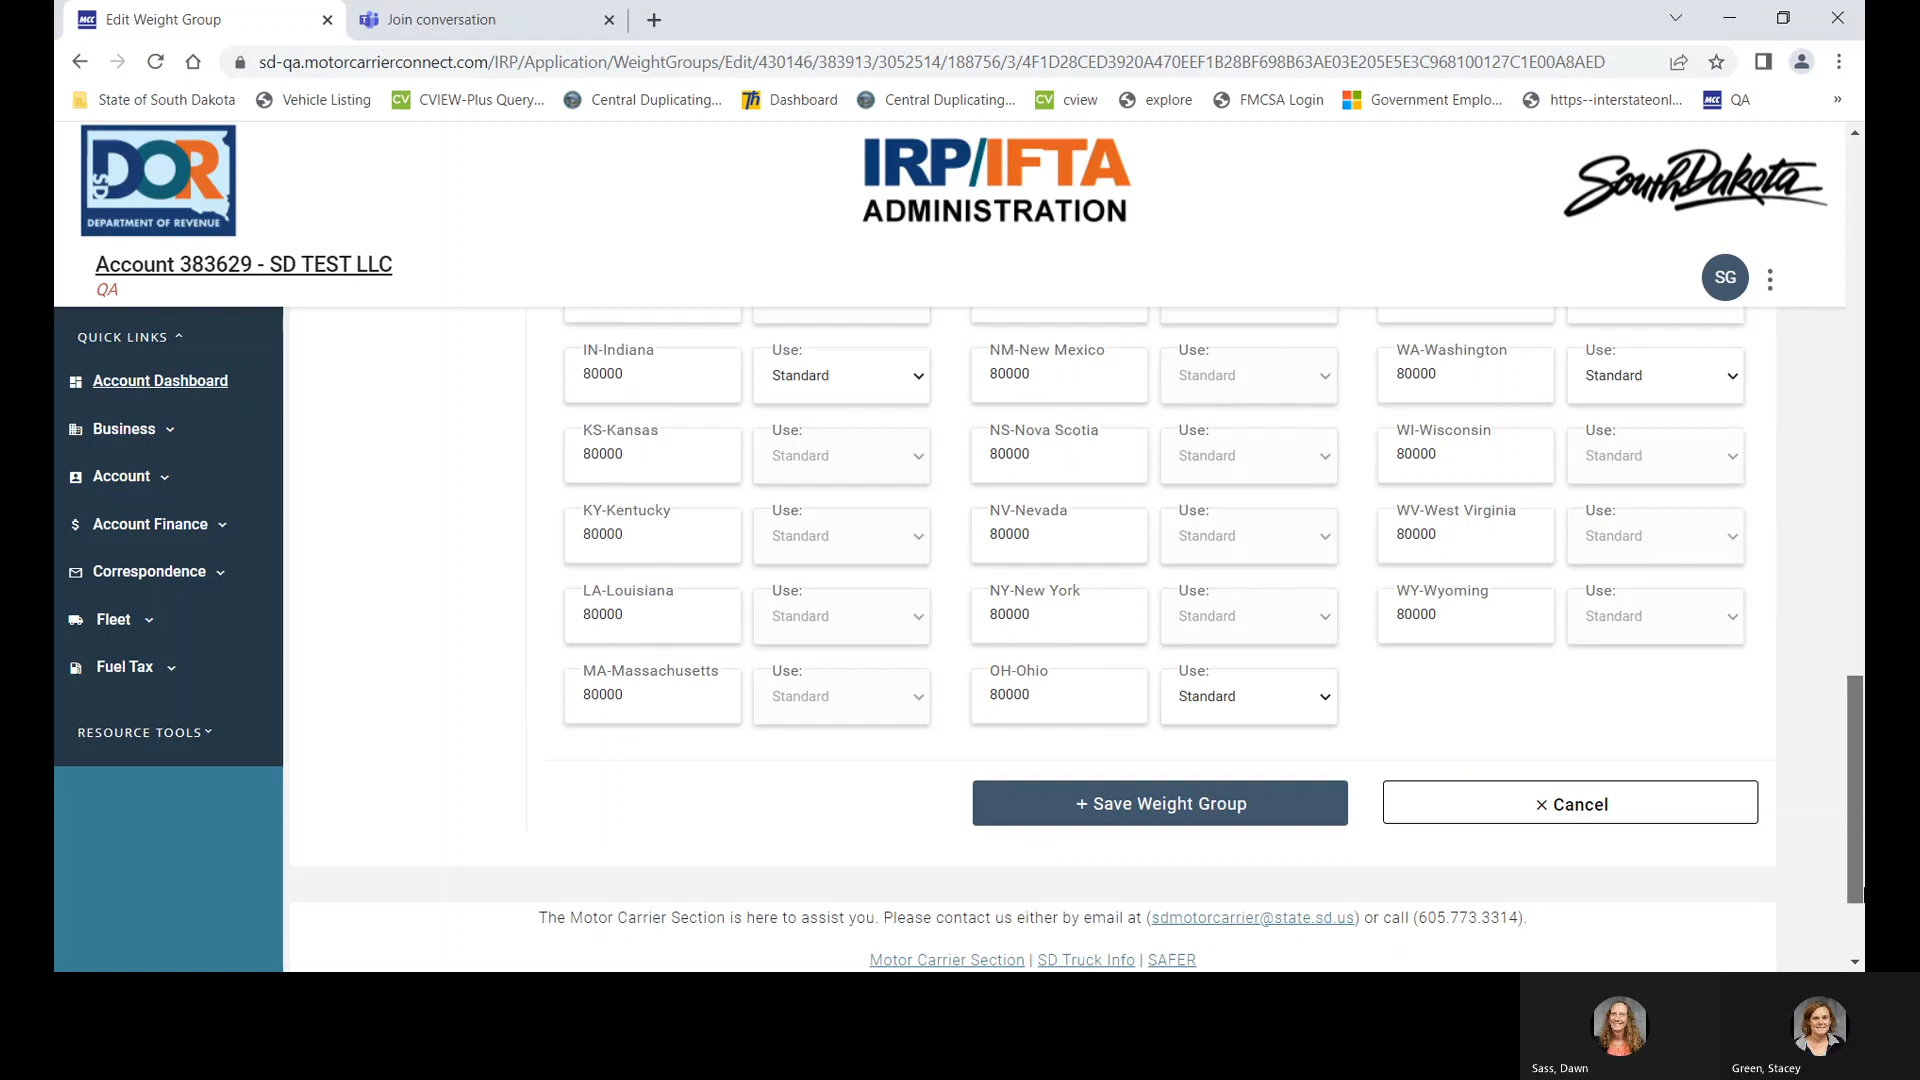 Edit Weight Group
Join conversation
sd-qa.motorcarrierconnect.com/IRP/Application/WeightGroups/Edit/430146/383913/3052514/188756/3/4F1D28CED3920A470EEF1B28BF698B63AE03E205E5E3C968100127C1E00A8AED
State of South Dakota
Vehicle Listing
CV CVIEW-Plus Query...
Central Duplicating...
Th Dashboard
Central Duplicating...
CV cview
explore
FMCSA Login
Government Emplo...
https--interstateonl...
MCC QA
»
SD DOR
DEPARTMENT OF REVENUE
IRP/IFTA
ADMINISTRATION
South Dakota
Account 383629 - SD TEST LLC
QA
SG
QUICK LINKS
Account Dashboard
Business
Account
Account Finance
Correspondence
Fleet
Fuel Tax
RESOURCE TOOLS
IN-Indiana Use: NM-New Mexico Use: WA-Washington Use:
80000 Standard 80000 Standard 80000 Standard
KS-Kansas Use: NS-Nova Scotia Use: WI-Wisconsin Use:
80000 Standard 80000 Standard 80000 Standard
KY-Kentucky Use: NV-Nevada Use: WV-West Virginia Use:
80000 Standard 80000 Standard 80000 Standard
LA-Louisiana Use: NY-New York Use: WY-Wyoming Use:
80000 Standard 80000 Standard 80000 Standard
MA-Massachusetts Use: OH-Ohio Use:
80000 Standard 80000 Standard
+ Save Weight Group
× Cancel
The Motor Carrier Section is here to assist you. Please contact us either by email at (sdmotorcarrier@state.sd.us) or call (605.773.3314).
Motor Carrier Section | SD Truck Info | SAFER
Sass, Dawn
Green, Stacey